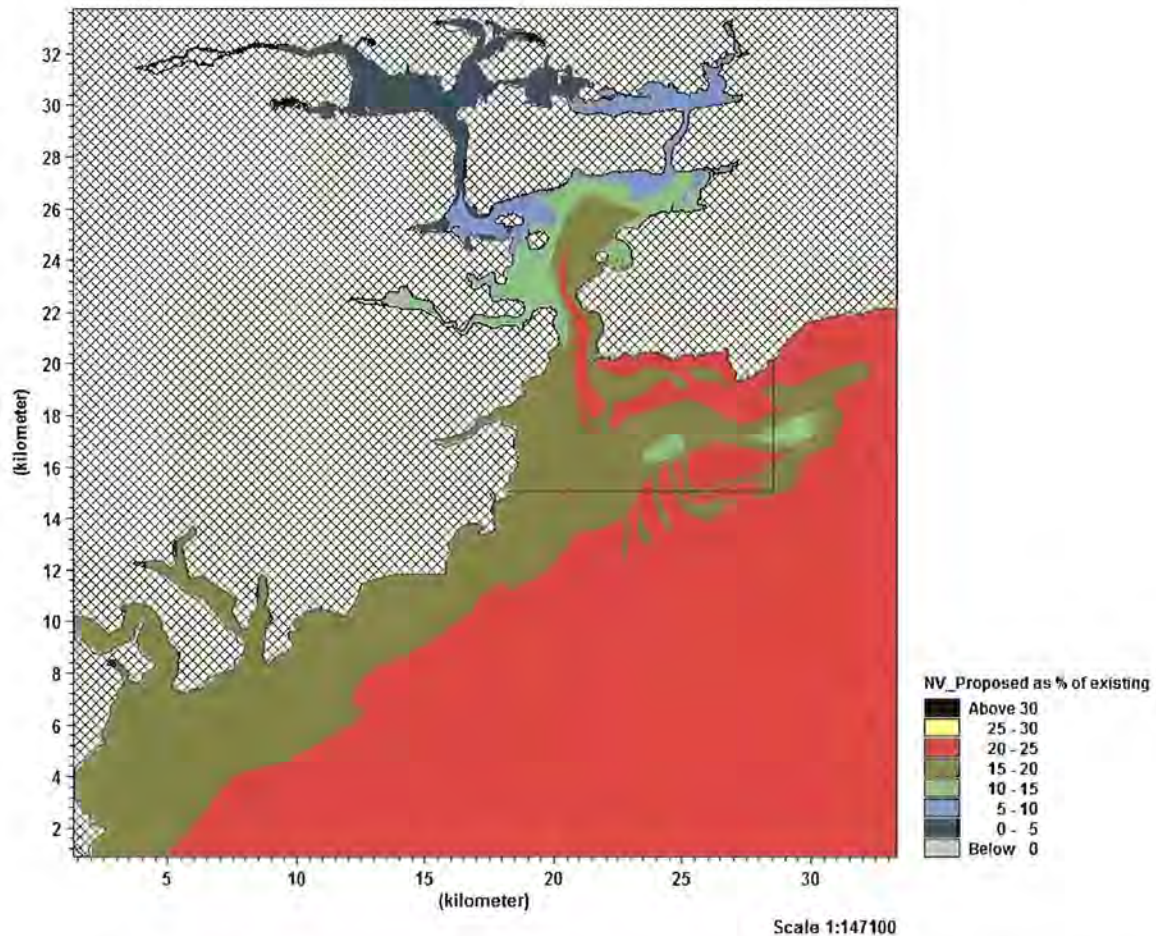 32
30
28
26
24
22
20
18
16
14
12
10
8
6
4
2
(kilometer)
5 10 15 20 25 30
(kilometer)
Scale 1:147100
NV_Proposed as % of existing
Above 30
25 - 30
20 - 25
15 - 20
10 - 15
5 - 10
0 - 5
Below 0